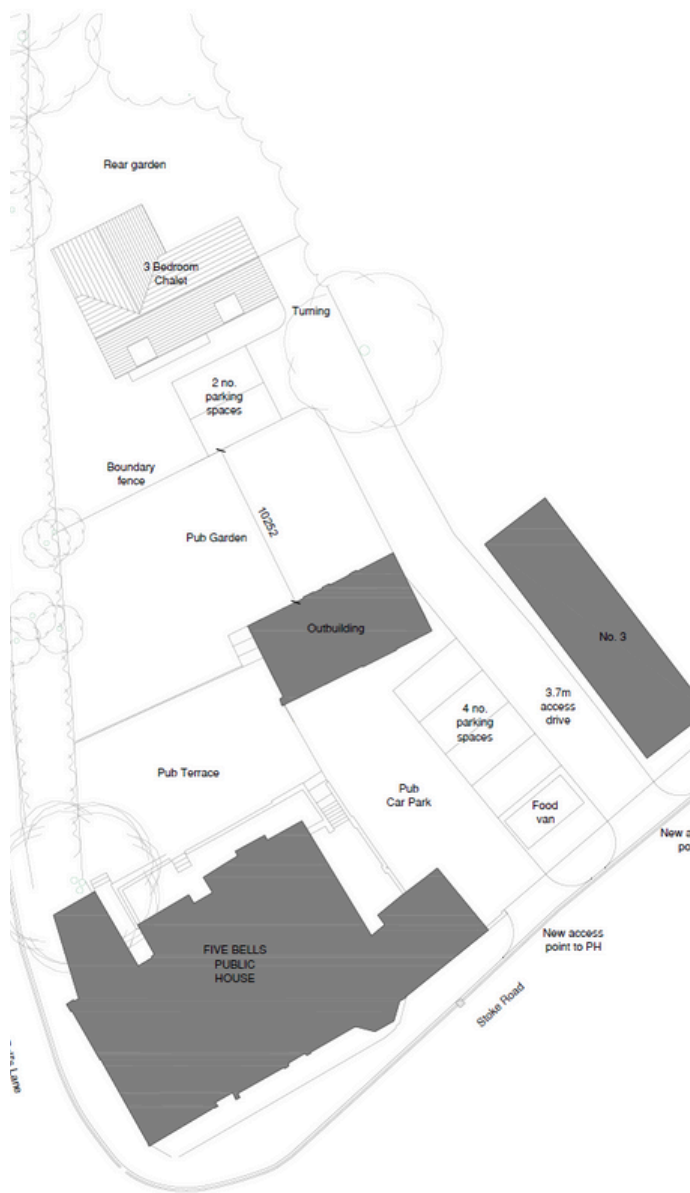 Rear garden
3 Bedroom
Chalet
Turning
2 no.
parking
spaces
Boundary
fence
10252
Pub Garden
Outbuilding
No. 3
3.7m
access
drive
4 no.
parking
spaces
Pub Terrace
Pub
Car Park
Food
van
New
FIVE BELLS
PUBLIC
HOUSE
New access
point to PH
Stoke Road
Lane